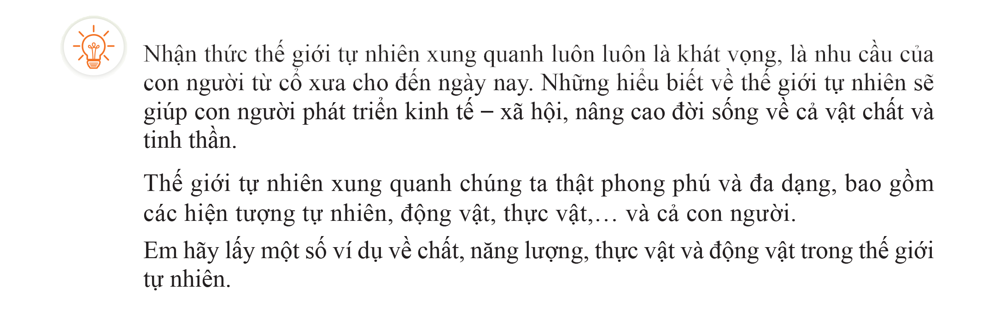 Nhận thức thế giới tự nhiên xung quanh luôn luôn là khát vọng, là nhu cầu của
con người từ cổ xưa cho đến ngày nay. Những hiểu biết về thế giới tự nhiên sẽ
giúp con người phát triển kinh tế – xã hội, nâng cao đời sống về cả vật chất và
tinh thần.
Thế giới tự nhiên xung quanh chúng ta thật phong phú và đa dạng, bao gồm
các hiện tượng tự nhiên, động vật, thực vật,... và cả con người.
Em hãy lấy một số ví dụ về chất, năng lượng, thực vật và động vật trong thế giới
tự nhiên.